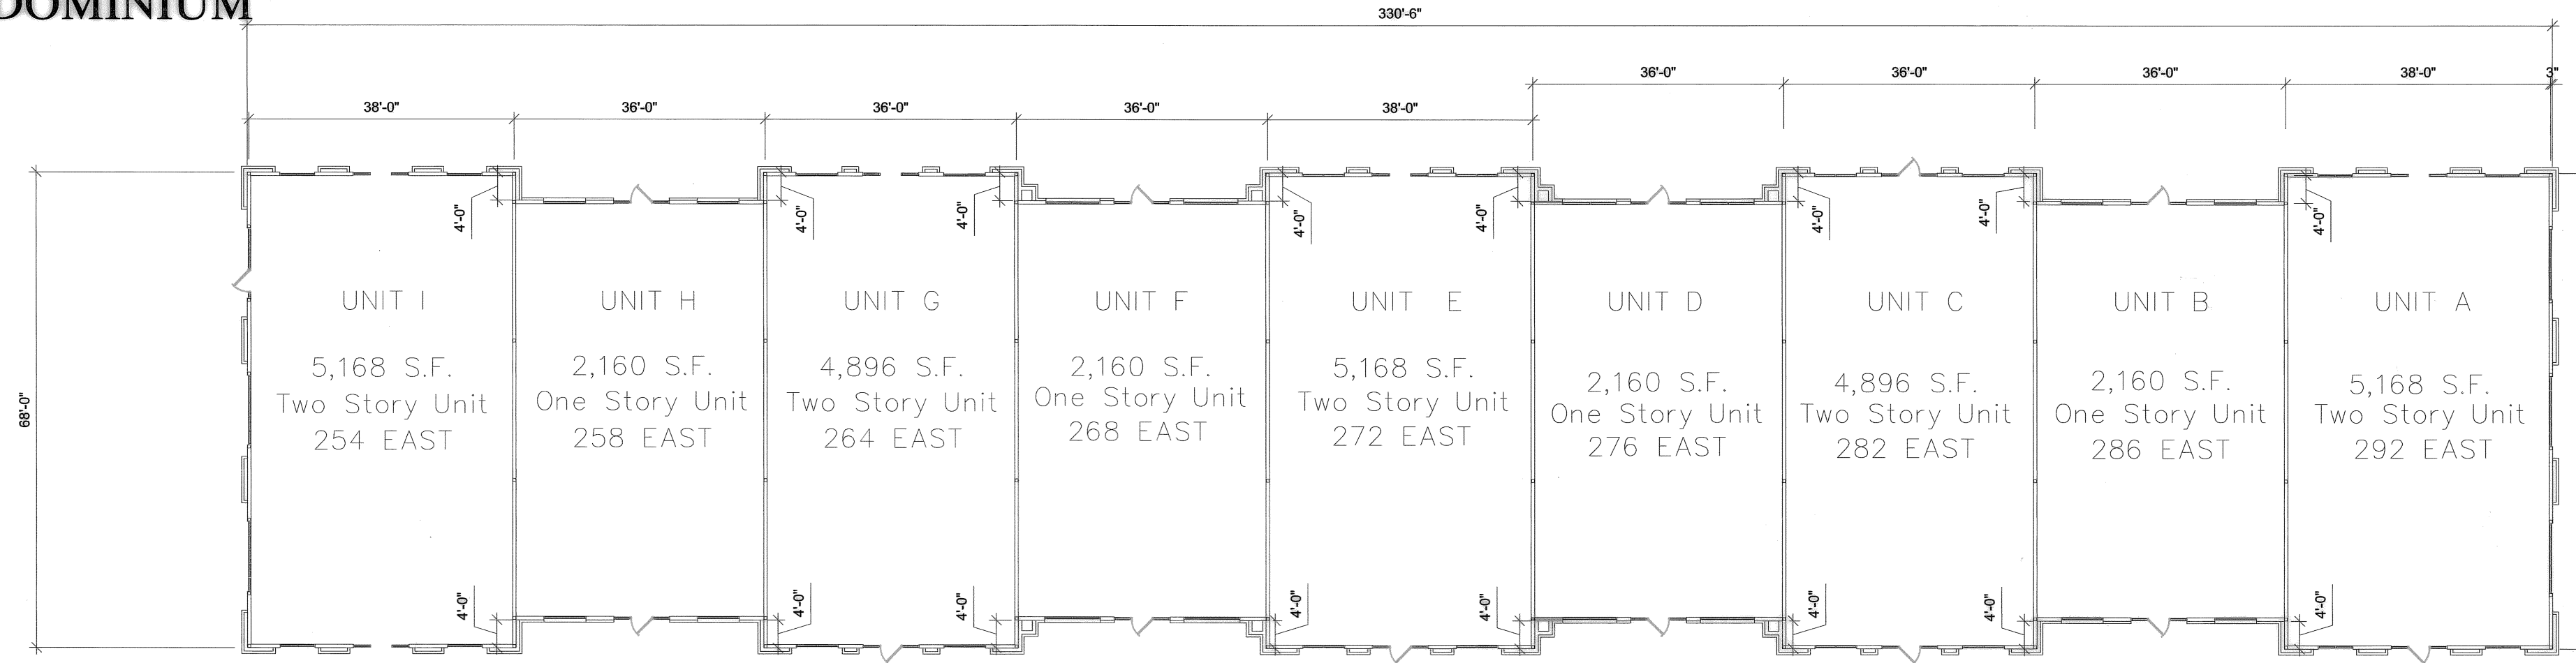 DOMINIUM
330'-6"
36'-0" 36'-0" 36'-0" 38'-0" 3"
38'-0" 36'-0" 36'-0" 36'-0" 38'-0"
68'-0"
4'-0" 4'-0" 4'-0" 4'-0" 4'-0" 4'-0" 4'-0" 4'-0"
UNIT I
5,168 S.F.
Two Story Unit
254 EAST
UNIT H
2,160 S.F.
One Story Unit
258 EAST
UNIT G
4,896 S.F.
Two Story Unit
264 EAST
UNIT F
2,160 S.F.
One Story Unit
268 EAST
UNIT E
5,168 S.F.
Two Story Unit
272 EAST
UNIT D
2,160 S.F.
One Story Unit
276 EAST
UNIT C
4,896 S.F.
Two Story Unit
282 EAST
UNIT B
2,160 S.F.
One Story Unit
286 EAST
UNIT A
5,168 S.F.
Two Story Unit
292 EAST
4'-0" 4'-0" 4'-0" 4'-0" 4'-0" 4'-0" 4'-0" 4'-0"